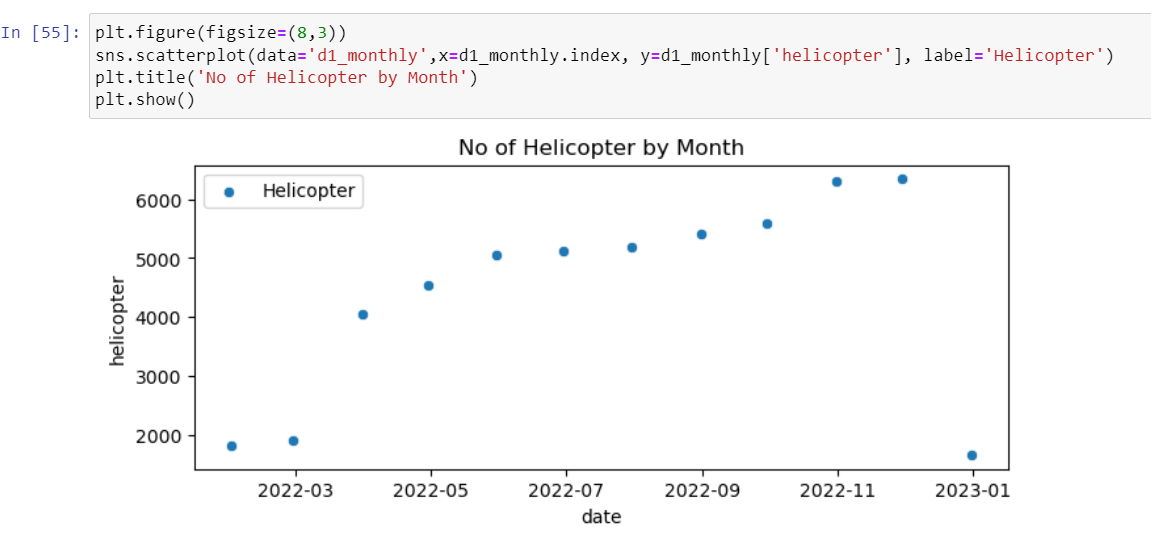 In [55]: plt.figure(figsize=(8,3))
sns.scatterplot(data='d1_monthly',x=d1_monthly.index, y=d1_monthly['helicopter'], label='Helicopter')
plt.title('No of Helicopter by Month')
plt.show()
No of Helicopter by Month
Helicopter
6000
5000
4000
3000
2000
helicopter
2022-03 2022-05 2022-07 2022-09 2022-11 2023-01
date